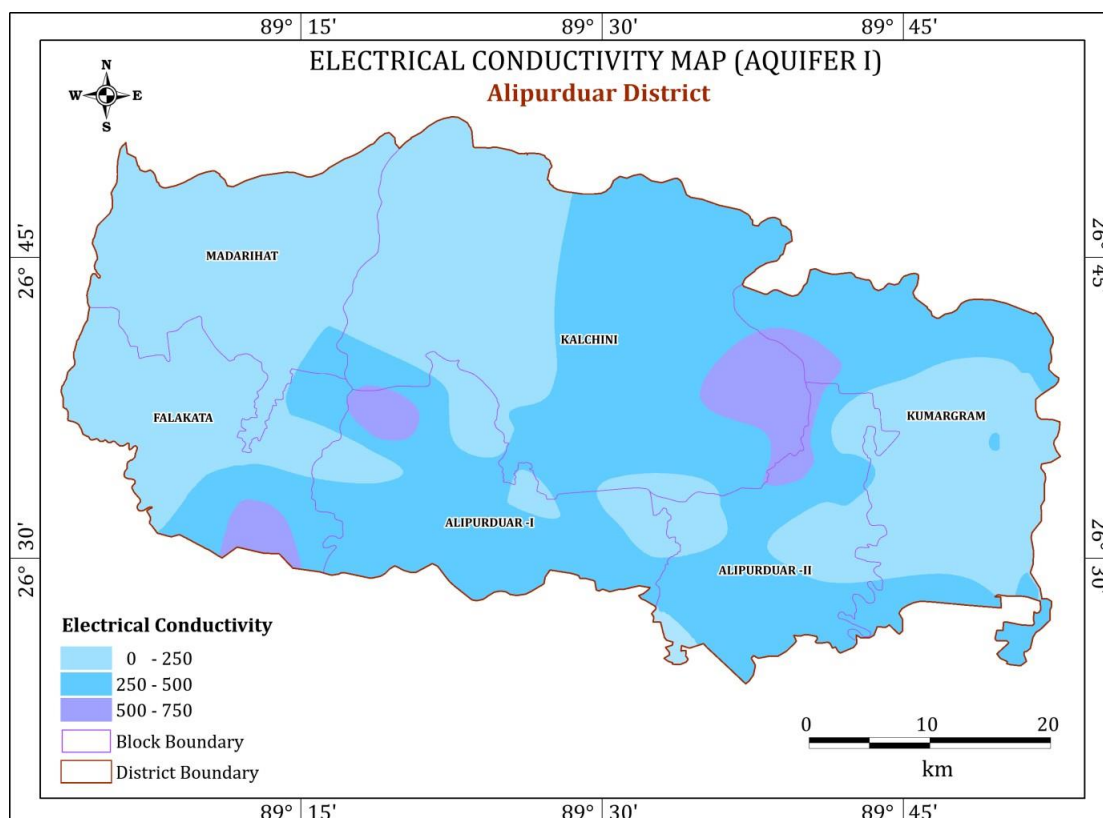 89° 15' 89° 30' 89° 45'
ELECTRICAL CONDUCTIVITY MAP (AQUIFER I)
Alipurduar District
N
W E
S
26° 45'
26° 45'
MADARIHAT
KALCHINI
FALAKATA
KUMARGRAM
ALIPURDUAR -I
26° 30'
26° 30'
ALIPURDUAR -II
Electrical Conductivity
0 - 250
250 - 500
500 - 750
Block Boundary
District Boundary
0 10 20
km
89° 15' 89° 30' 89° 45'